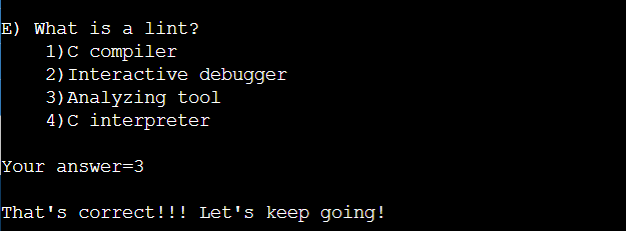 E) What is a lint?
1)C compiler
2)Interactive debugger
3)Analyzing tool
4)C interpreter
Your answer=3
That's correct!!! Let's keep going!